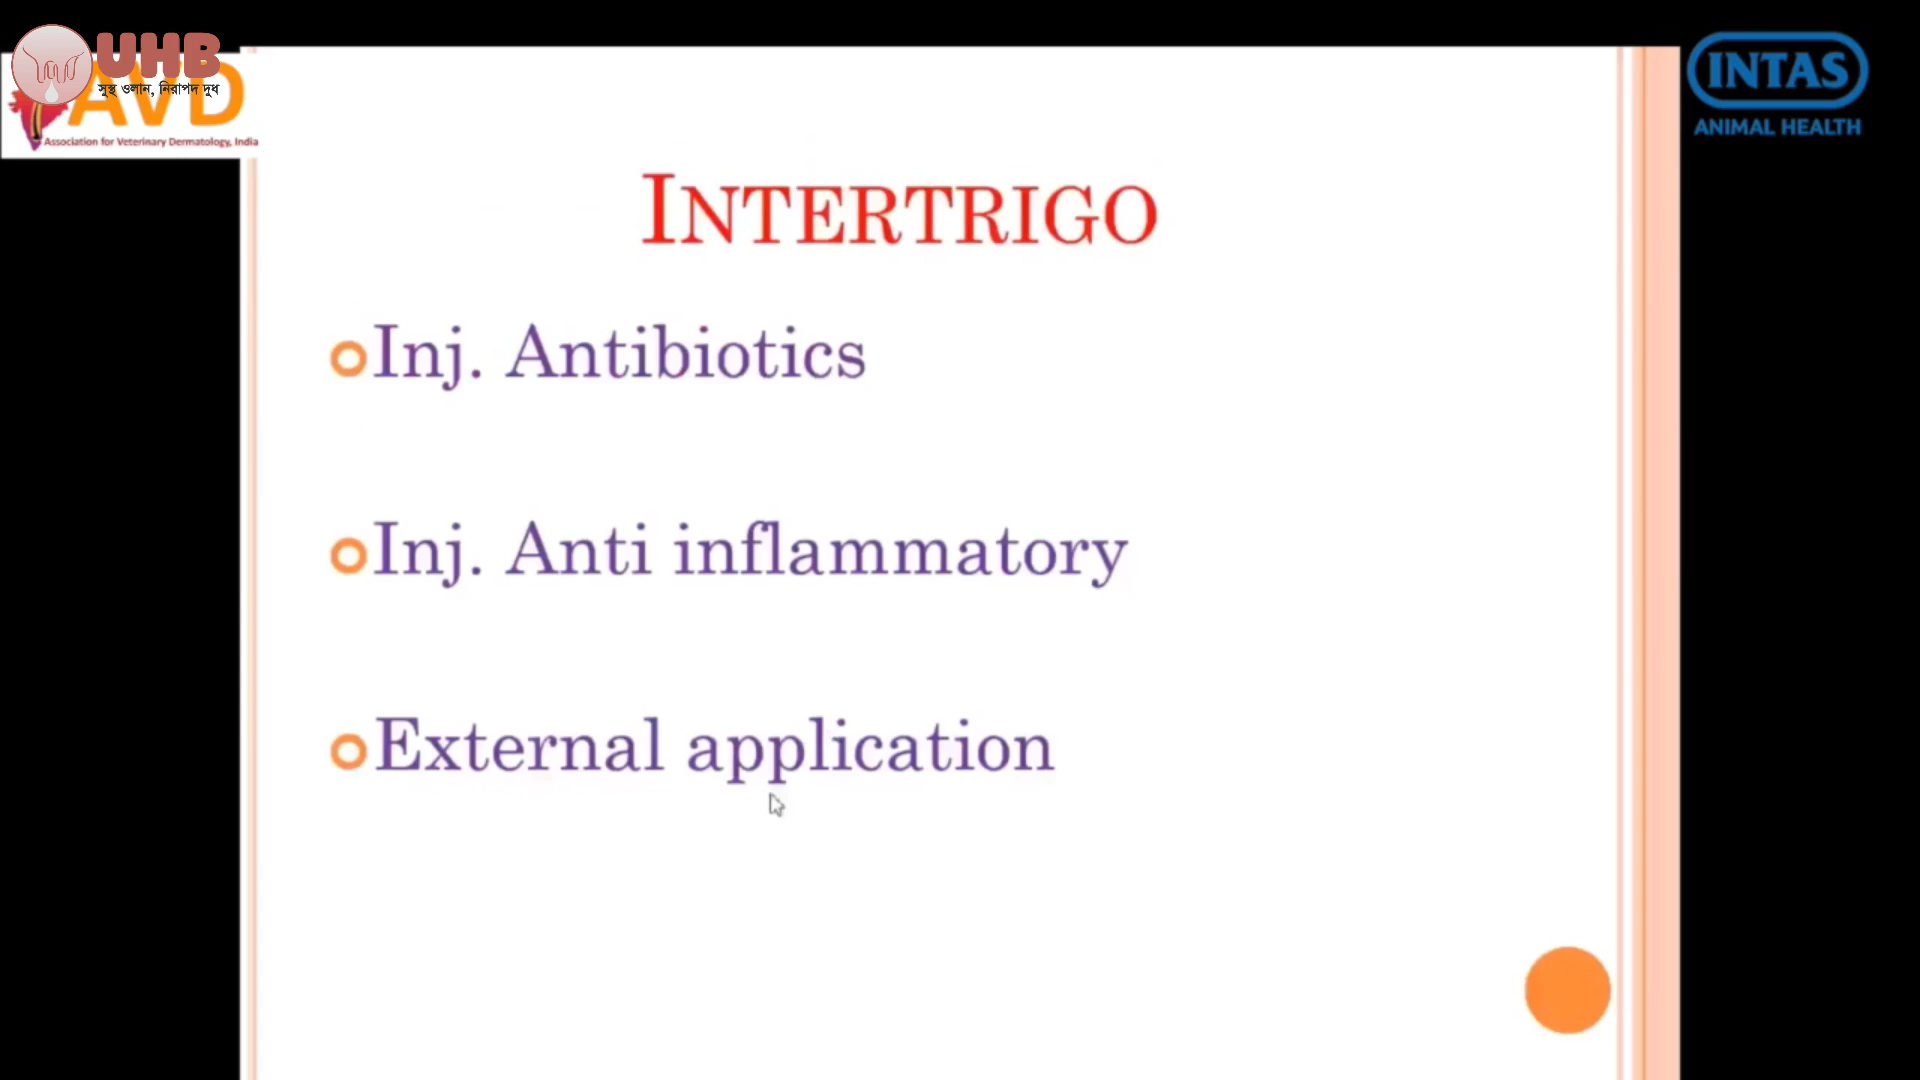 UHB
সুস্থ ওলান, নিরাপদ দুধ
AVD
Association for Veterinary Dermatology, India
INTAS
ANIMAL HEALTH
INTERTRIGO
Inj. Antibiotics
Inj. Anti inflammatory
External application